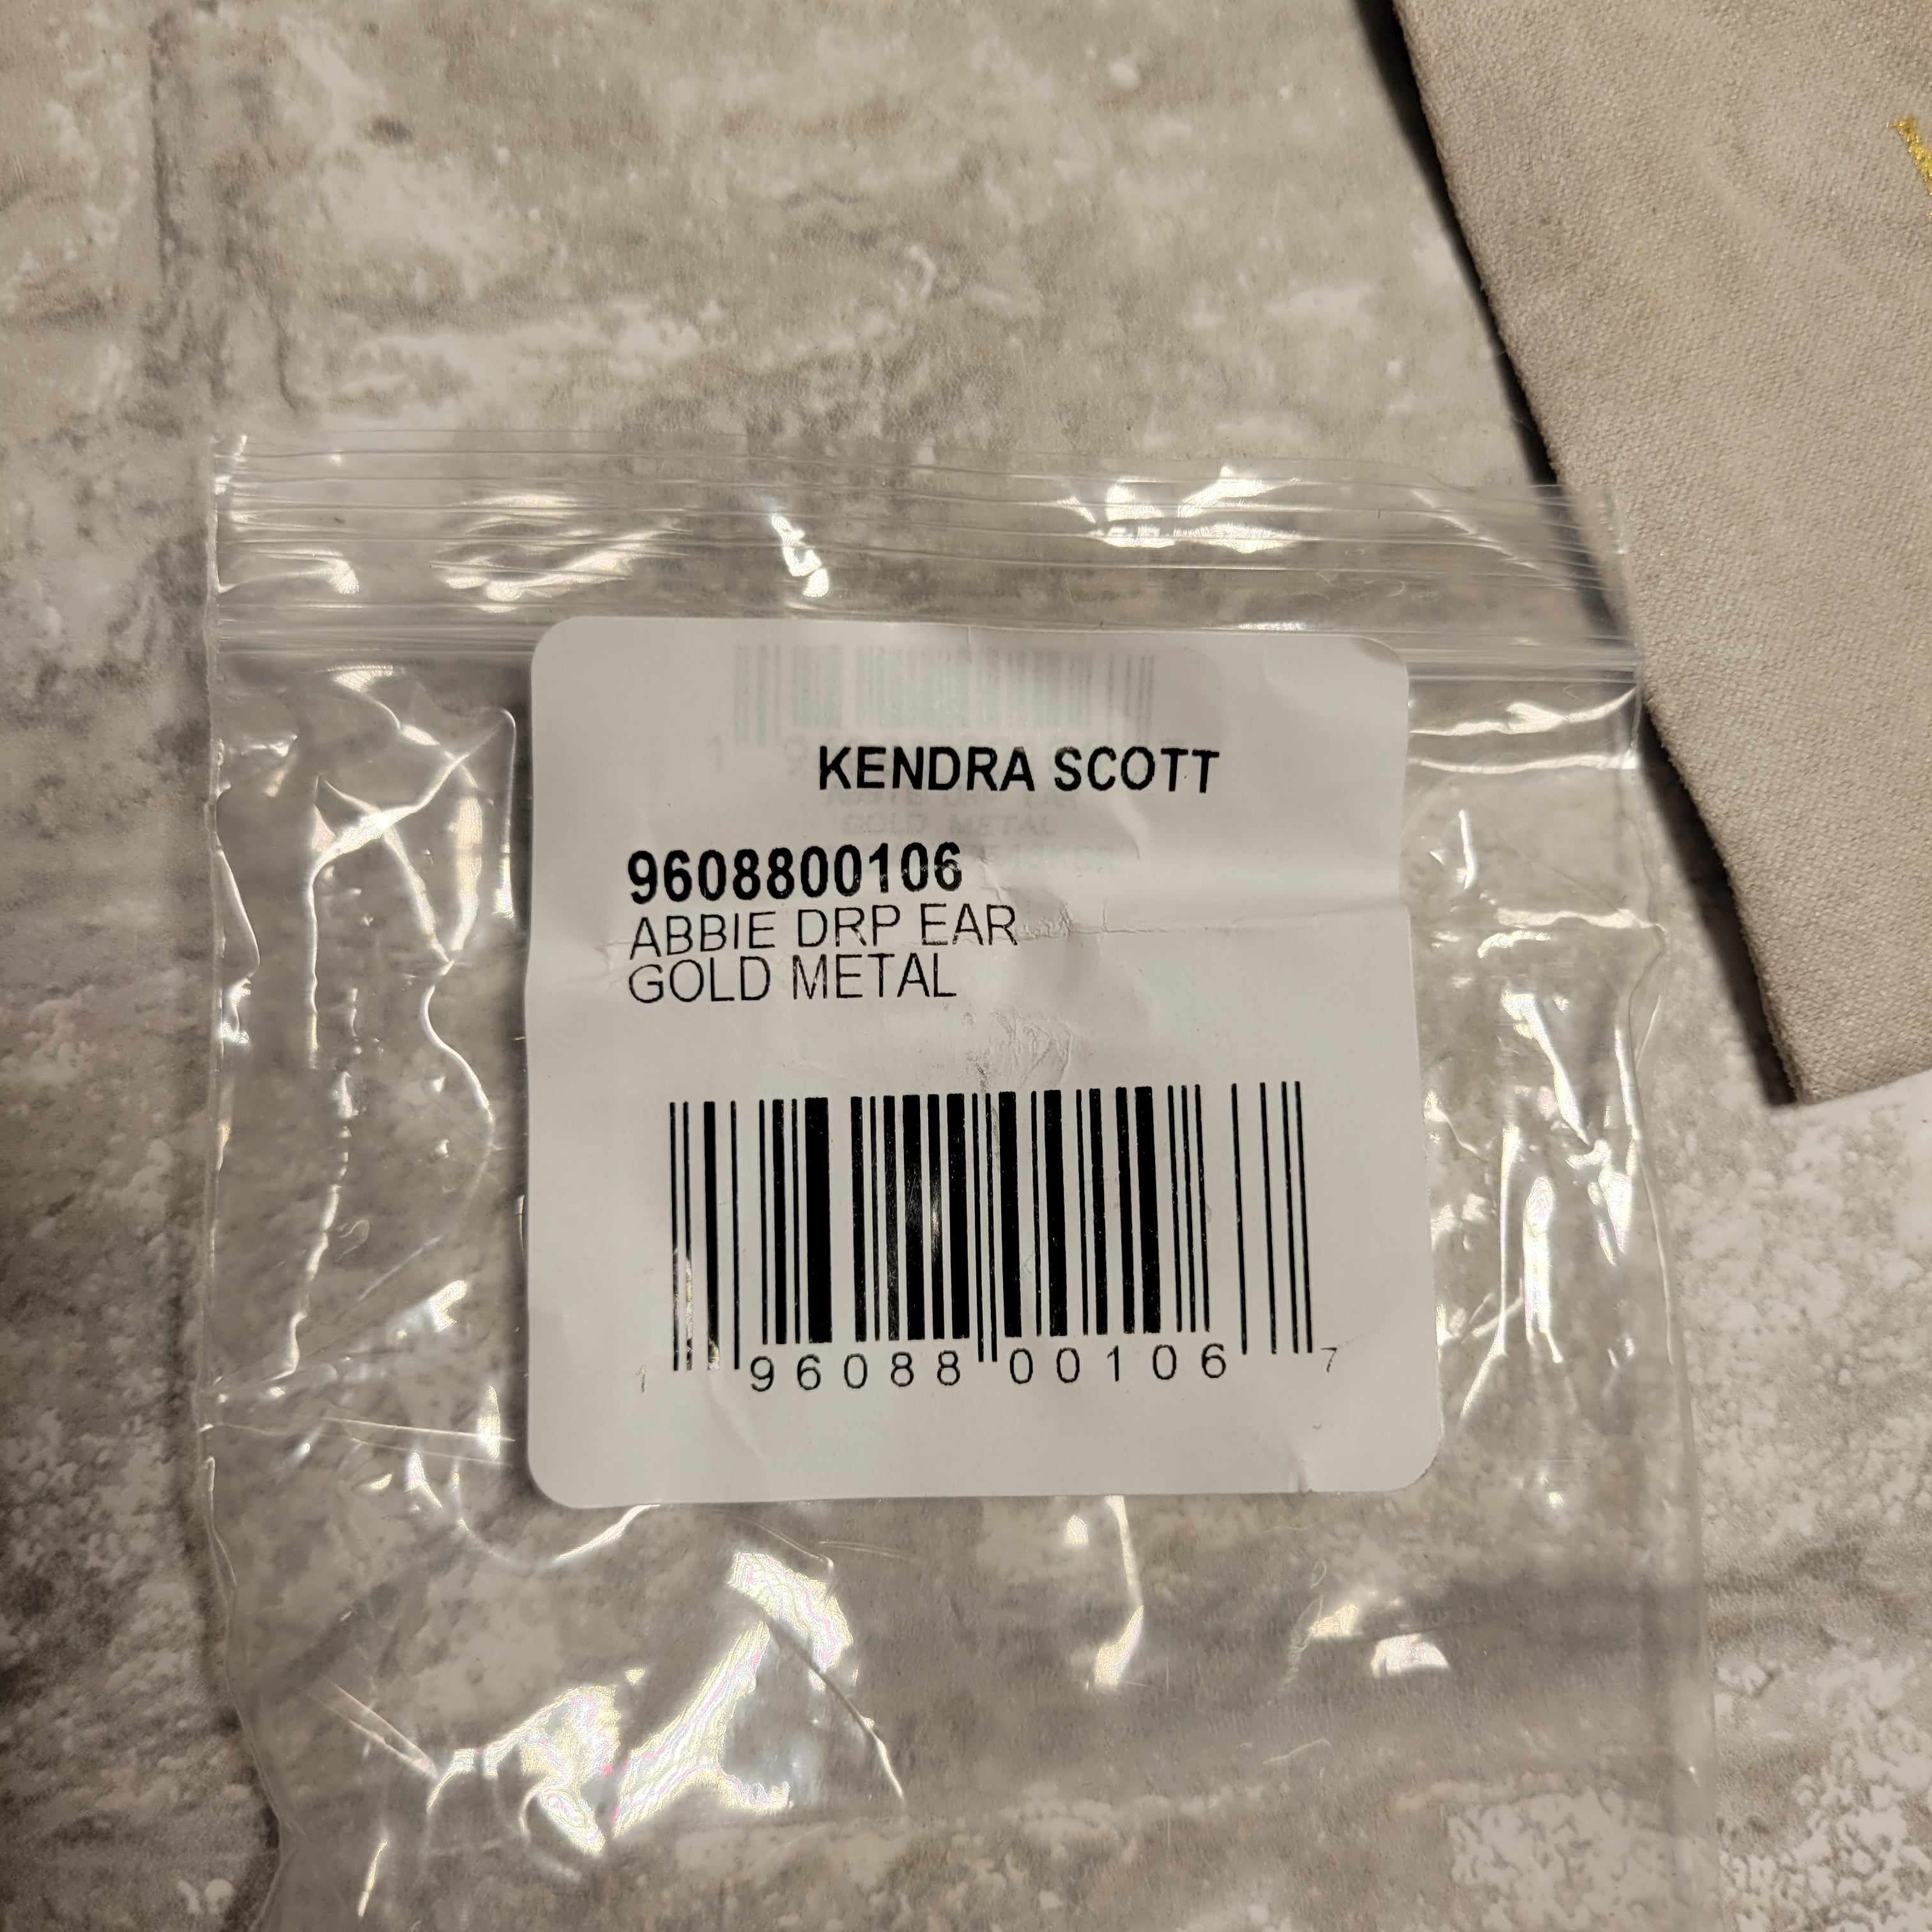 KENDRA SCOTT
9608800106
ABBIE DRP EAR
GOLD METAL
1 96088 00106 7